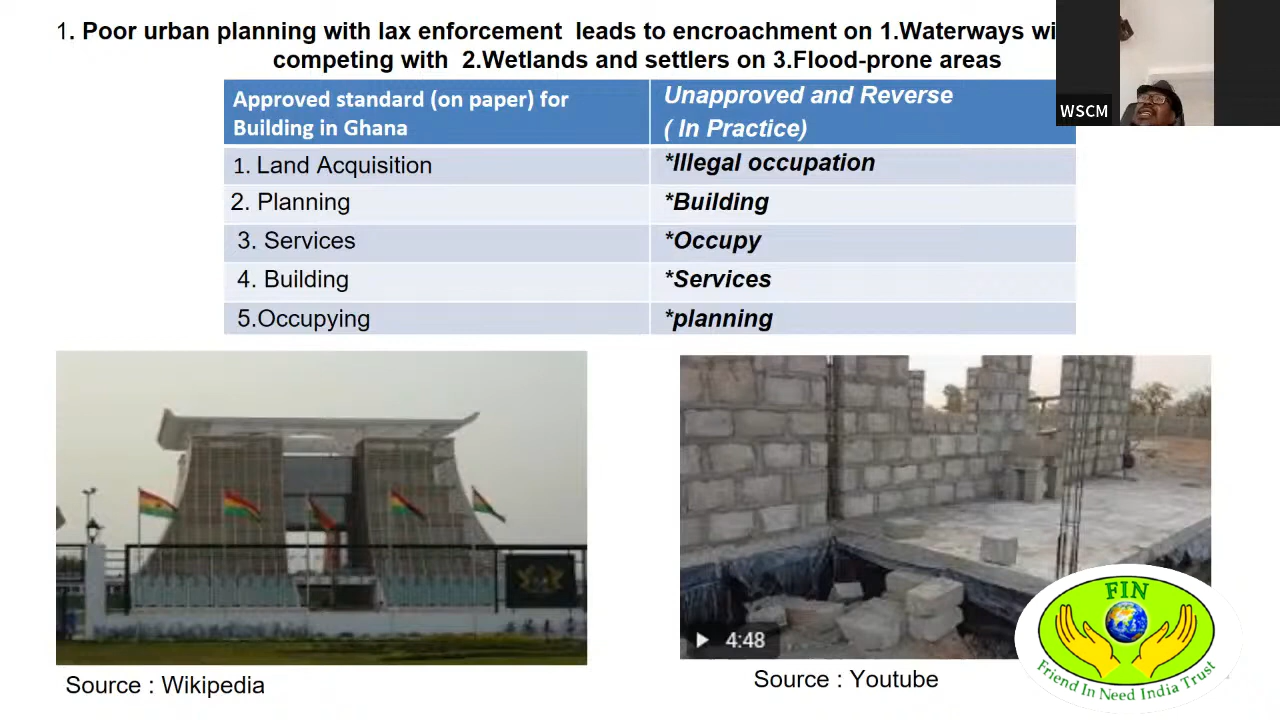 1. Poor urban planning with lax enforcement leads to encroachment on 1.Waterways
competing with 2.Wetlands and settlers on 3.Flood-prone areas
WSCM
Approved standard (on paper) for
Building in Ghana
Unapproved and Reverse
( In Practice)
1. Land Acquisition
*Illegal occupation
2. Planning
*Building
3. Services
*Occupy
4. Building
*Services
5.Occupying
*planning
4:48
Source : Wikipedia
Source : Youtube
FIN
Friend In Need India Trust